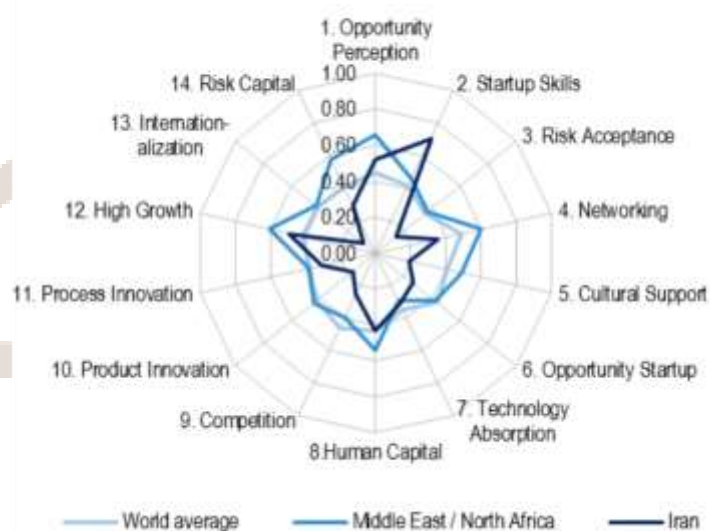 1. Opportunity
Perception
1.00
14. Risk Capital
2. Startup Skills
0.80
13. Internation-
alization
0.60
3. Risk Acceptance
0.40
12. High Growth
4. Networking
0.20
0.00
11. Process Innovation
5. Cultural Support
10. Product Innovation
6. Opportunity Startup
9. Competition
7. Technology
Absorption
8.Human Capital
World average
Middle East / North Africa
Iran